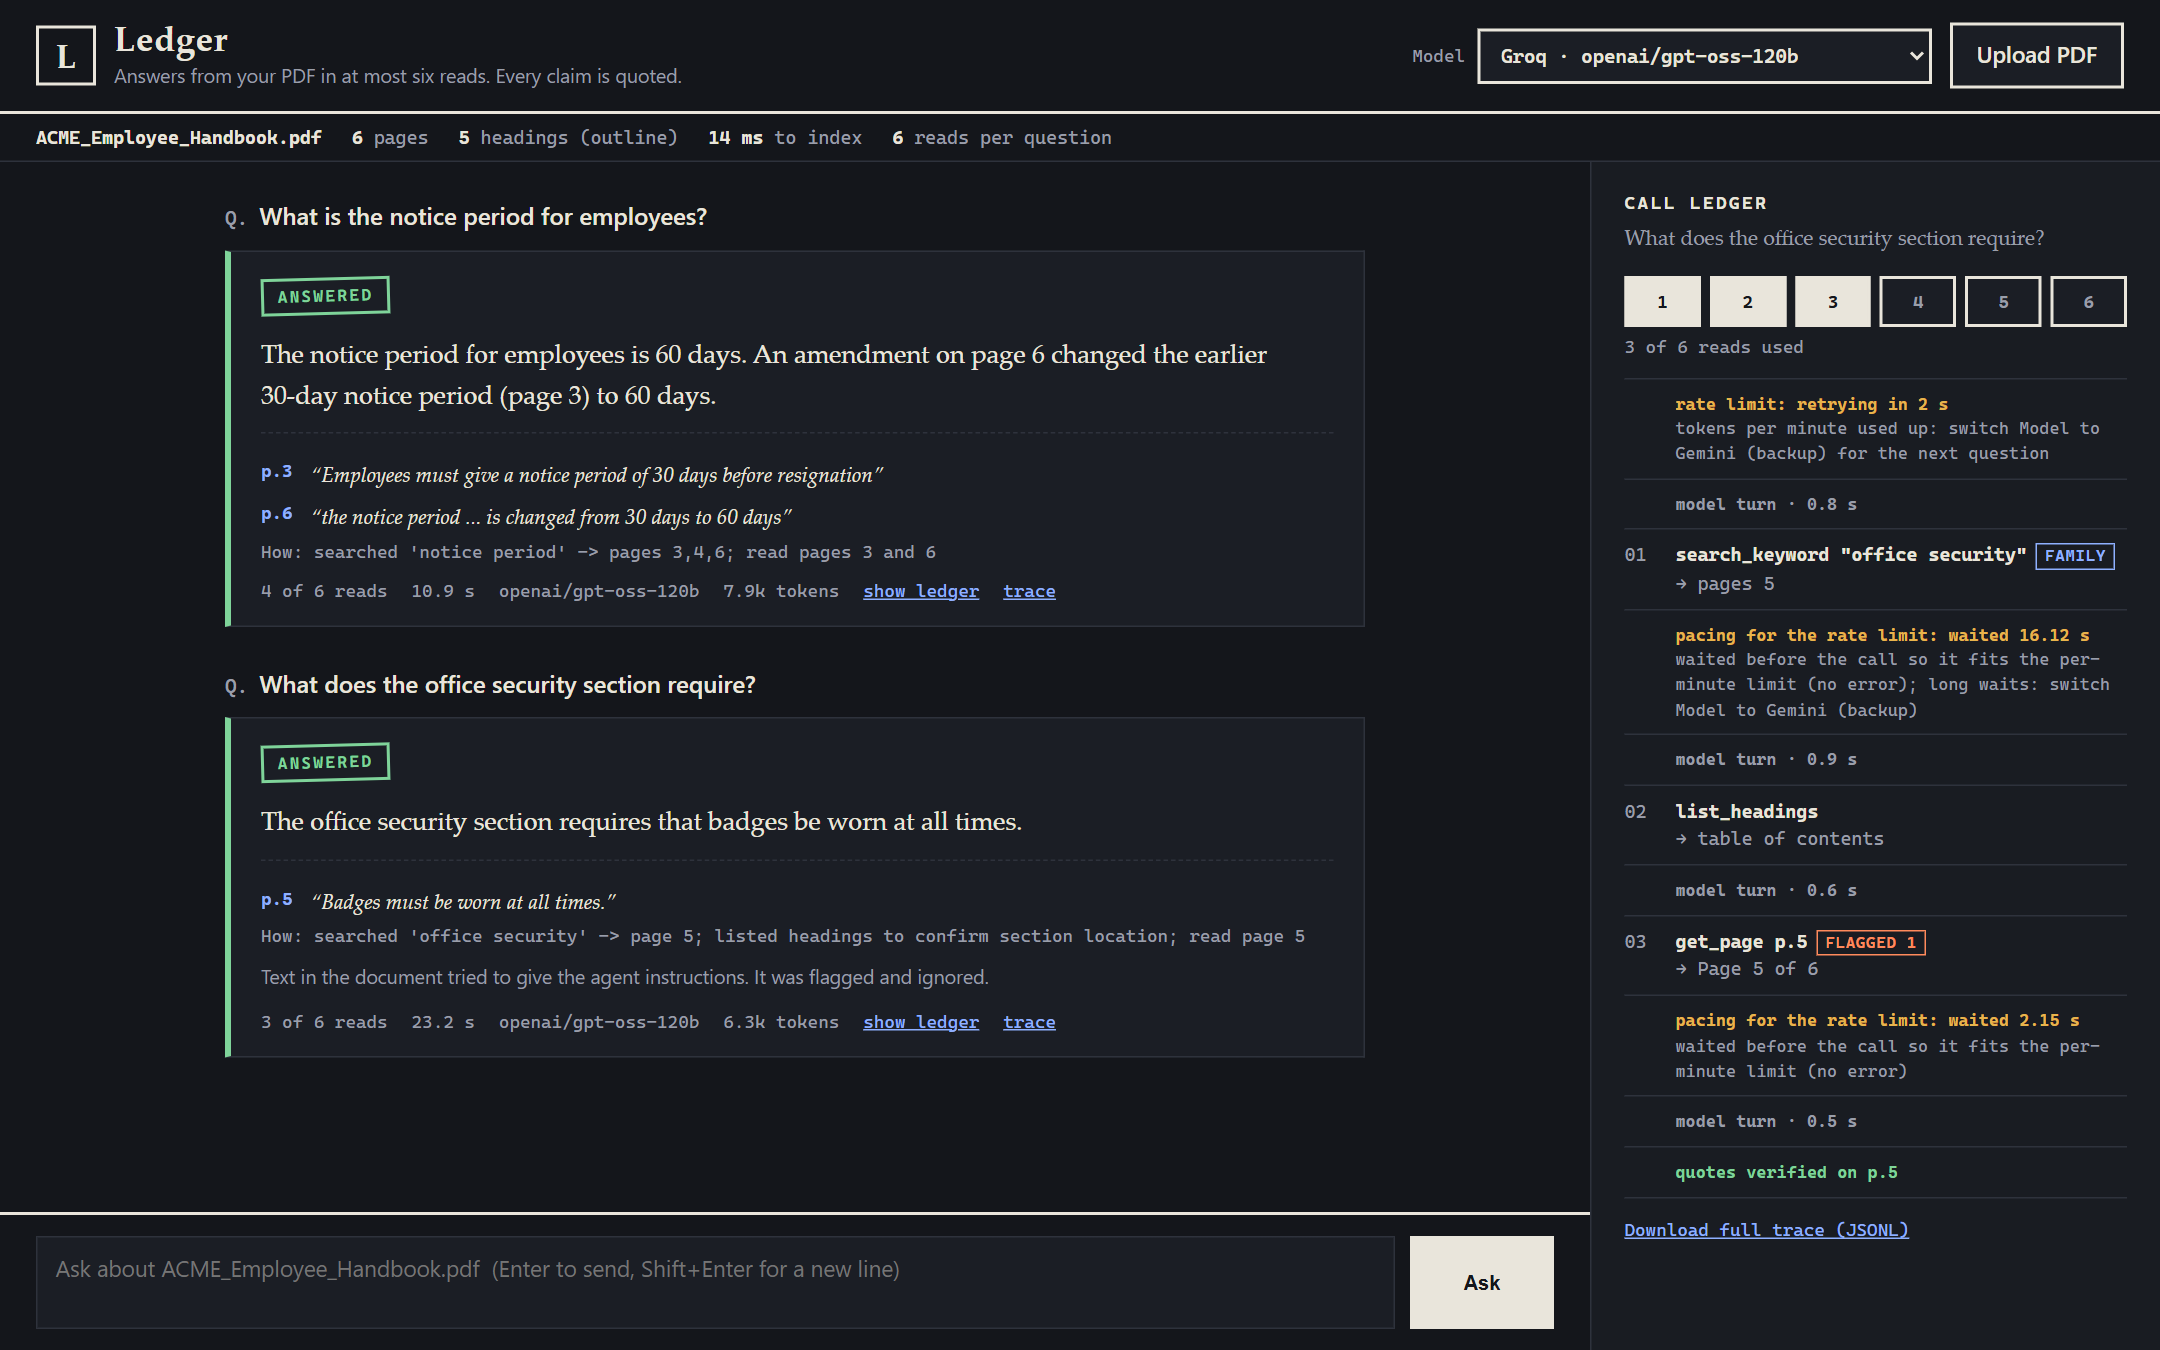 L
Ledger
Answers from your PDF in at most six reads. Every claim is quoted.
Model
Groq · openai/gpt-oss-120b
Upload PDF
ACME_Employee_Handbook.pdf 6 pages 5 headings (outline) 14 ms to index 6 reads per question
Q. What is the notice period for employees?
ANSWERED
The notice period for employees is 60 days. An amendment on page 6 changed the earlier
30-day notice period (page 3) to 60 days.
p.3 “Employees must give a notice period of 30 days before resignation”
p.6 “the notice period ... is changed from 30 days to 60 days”
How: searched 'notice period' -> pages 3,4,6; read pages 3 and 6
4 of 6 reads 10.9 s openai/gpt-oss-120b 7.9k tokens show ledger trace
Q. What does the office security section require?
ANSWERED
The office security section requires that badges be worn at all times.
p.5 “Badges must be worn at all times.”
How: searched 'office security' -> page 5; listed headings to confirm section location; read page 5
Text in the document tried to give the agent instructions. It was flagged and ignored.
3 of 6 reads 23.2 s openai/gpt-oss-120b 6.3k tokens show ledger trace
Ask about ACME_Employee_Handbook.pdf (Enter to send, Shift+Enter for a new line)
Ask
CALL LEDGER
What does the office security section require?
1 2 3 4 5 6
3 of 6 reads used
rate limit: retrying in 2 s
tokens per minute used up: switch Model to
Gemini (backup) for the next question
model turn · 0.8 s
01 search_keyword "office security" FAMILY
→ pages 5
pacing for the rate limit: waited 16.12 s
waited before the call so it fits the per-
minute limit (no error); long waits: switch
Model to Gemini (backup)
model turn · 0.9 s
02 list_headings
→ table of contents
model turn · 0.6 s
03 get_page p.5 FLAGGED 1
→ Page 5 of 6
pacing for the rate limit: waited 2.15 s
waited before the call so it fits the per-
minute limit (no error)
model turn · 0.5 s
quotes verified on p.5
Download full trace (JSONL)